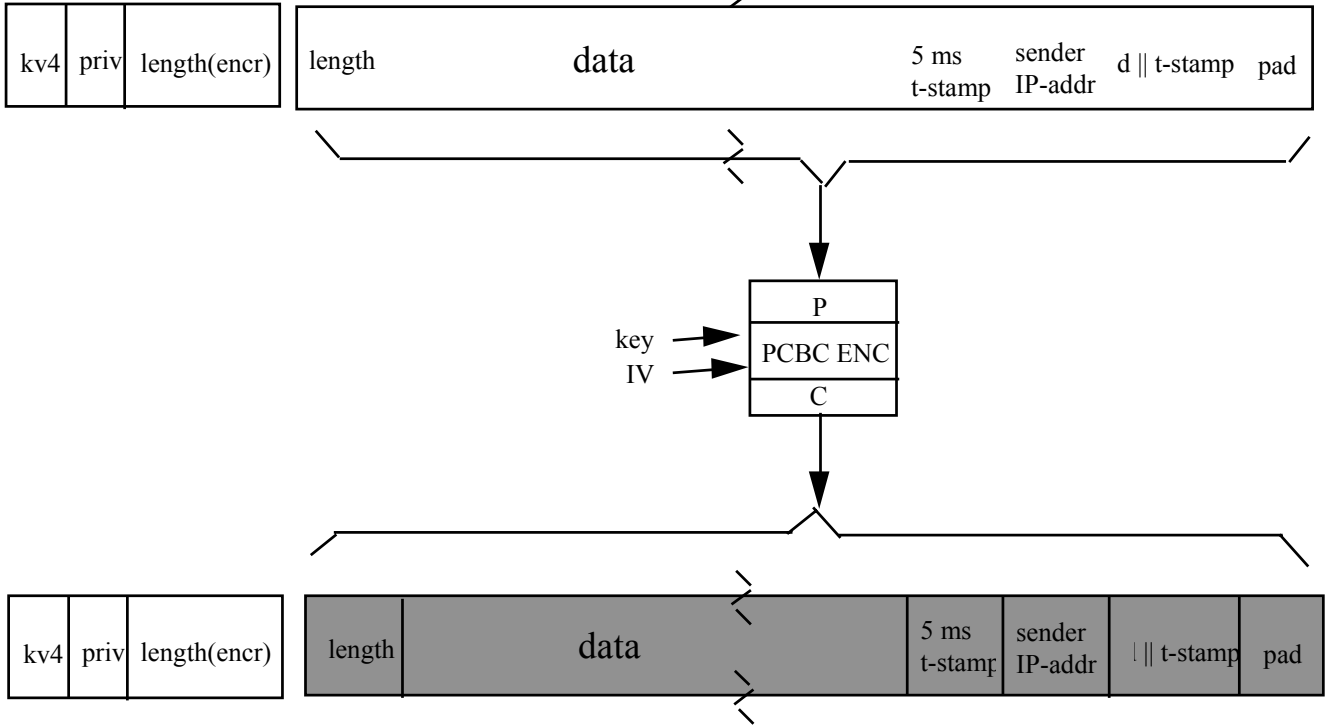 kv4 priv length(encr) length data 5 ms t-stamp sender IP-addr d || t-stamp pad
P
key
PCBC ENC
IV
C
kv4 priv length(encr) length data 5 ms t-stamp sender IP-addr || t-stamp pad